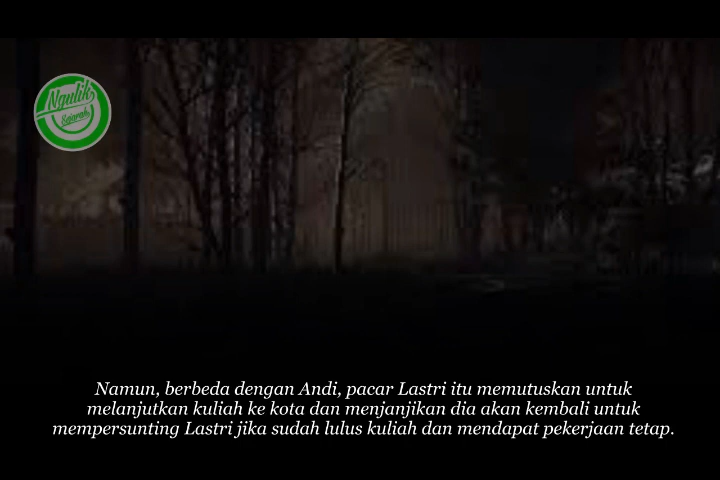 Ngulik
Sejarah
Namun, berbeda dengan Andi, pacar Lastri itu memutuskan untuk
melanjutkan kuliah ke kota dan menjanjikan dia akan kembali untuk
mempersunting Lastri jika sudah lulus kuliah dan mendapat pekerjaan tetap.